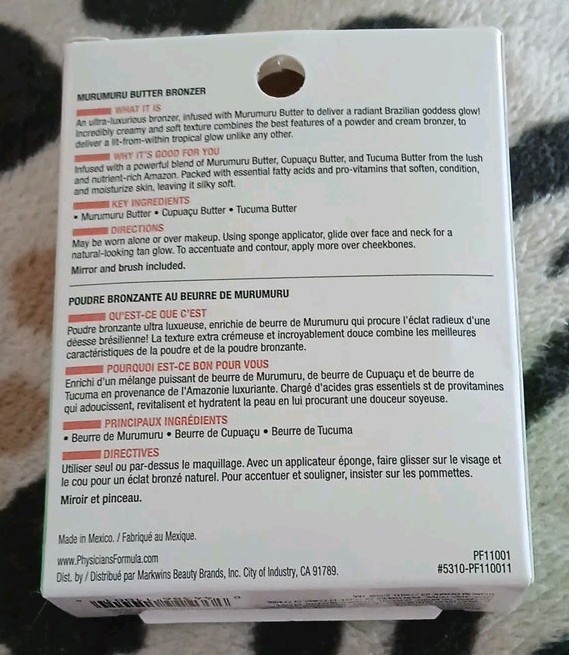 MURUMURU BUTTER BRONZER
WHAT IT IS
An ultra-luxurious bronzer, infused with Murumuru Butter to deliver a radiant Brazilian goddess glow!
Incredibly creamy and soft texture combines the best features of a powder and cream bronzer, to
deliver a lit-from-within tropical glow unlike any other.
WHY IT'S GOOD FOR YOU
Infused with a powerful blend of Murumuru Butter, Cupuaçu Butter, and Tucuma Butter from the lush
and nutrient-rich Amazon. Packed with essential fatty acids and pro-vitamins that soften, condition,
and moisturize skin, leaving it silky soft.
KEY INGREDIENTS
• Murumuru Butter • Cupuaçu Butter • Tucuma Butter
DIRECTIONS
May be worn alone or over makeup. Using sponge applicator, glide over face and neck for a
natural-looking tan glow. To accentuate and contour, apply more over cheekbones.
Mirror and brush included.
POUDRE BRONZANTE AU BEURRE DE MURUMURU
QU'EST-CE QUE C'EST
Poudre bronzante ultra luxueuse, enrichie de beurre de Murumuru qui procure l'éclat radieux d'une
déesse brésilienne! La texture extra crémeuse et incroyablement douce combine les meilleures
caractéristiques de la poudre et de la poudre bronzante.
POURQUOI EST-CE BON POUR VOUS
Enrichi d'un mélange puissant de beurre de Murumuru, de beurre de Cupuaçu et de beurre de
Tucuma en provenance de l'Amazonie luxuriante. Chargé d'acides gras essentiels st de provitamines
qui adoucissent, revitalisent et hydratent la peau en lui procurant une douceur soyeuse.
PRINCIPAUX INGRÉDIENTS
• Beurre de Murumuru • Beurre de Cupuaçu • Beurre de Tucuma
DIRECTIVES
Utiliser seul ou par-dessus le maquillage. Avec un applicateur éponge, faire glisser sur le visage et
le cou pour un éclat bronzé naturel. Pour accentuer et souligner, insister sur les pommettes.
Miroir et pinceau.
Made in Mexico. / Fabriqué au Mexique.
www.PhysiciansFormula.com
PF11001
Dist. by / Distribué par Markwins Beauty Brands, Inc. City of Industry, CA 91789.
#5310-PF110011